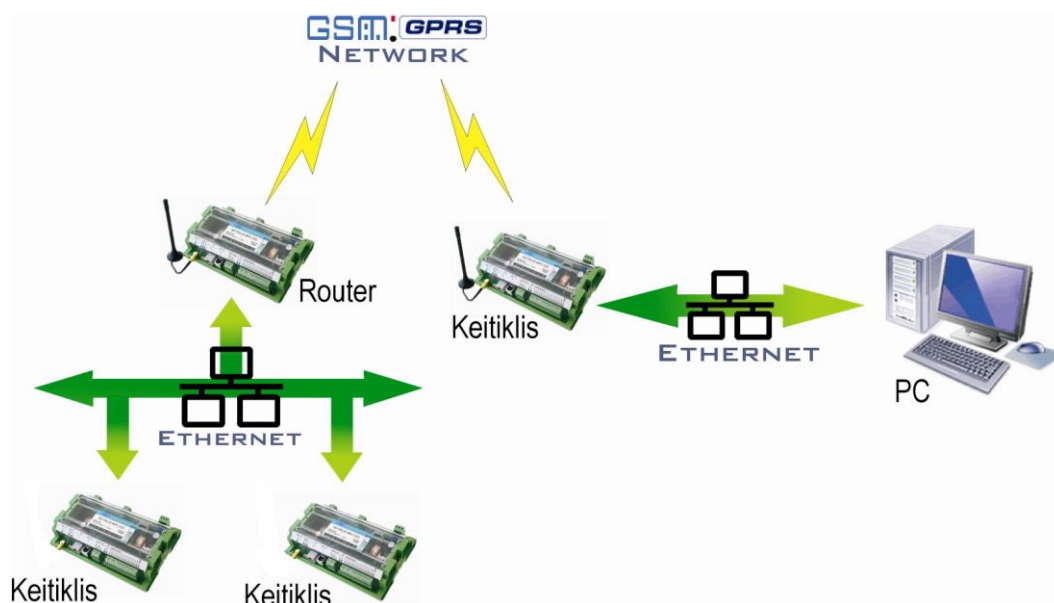 GSM: GPRS
NETWORK
Router
Keitiklis
ETHERNET
PC
ETHERNET
Keitiklis
Keitiklis